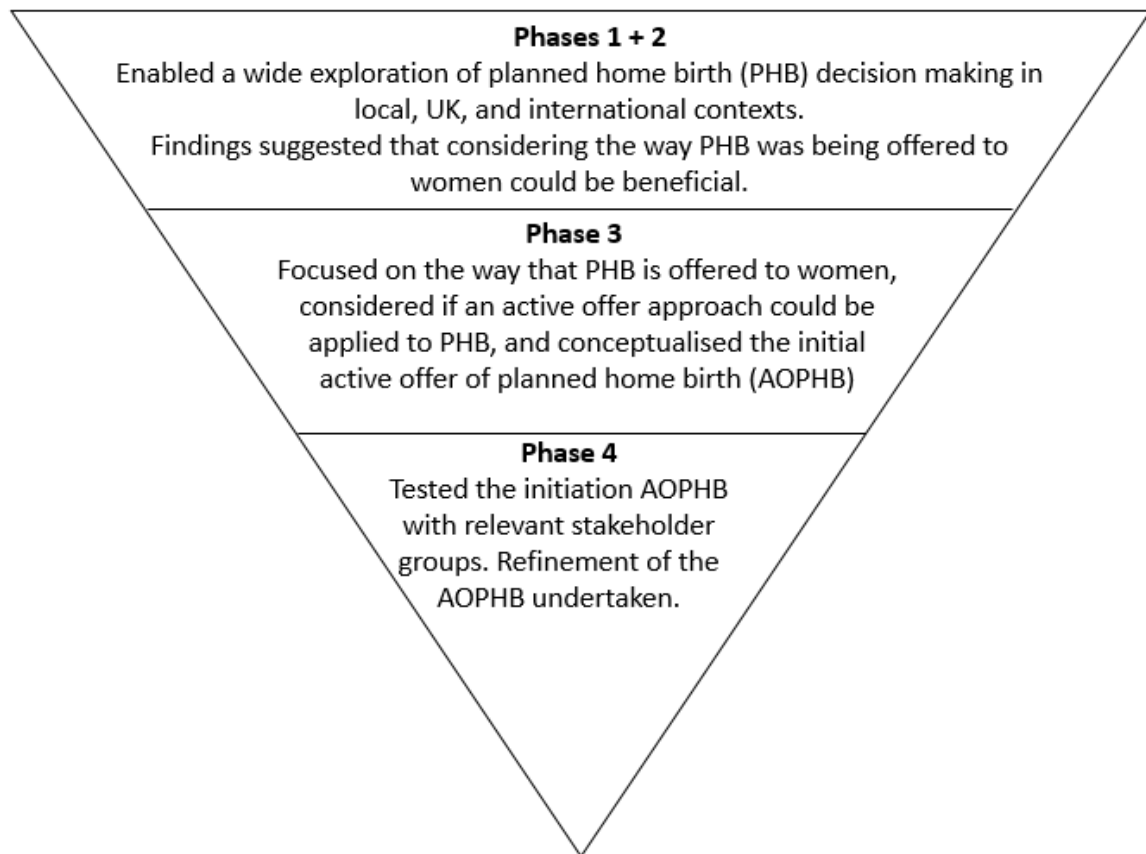 Phases 1 + 2
Enabled a wide exploration of planned home birth (PHB) decision making in
local, UK, and international contexts.
Findings suggested that considering the way PHB was being offered to
women could be beneficial.
Phase 3
Focused on the way that PHB is offered to women,
considered if an active offer approach could be
applied to PHB, and conceptualised the initial
active offer of planned home birth (AOPHB)
Phase 4
Tested the initiation AOPHB
with relevant stakeholder
groups. Refinement of the
AOPHB undertaken.